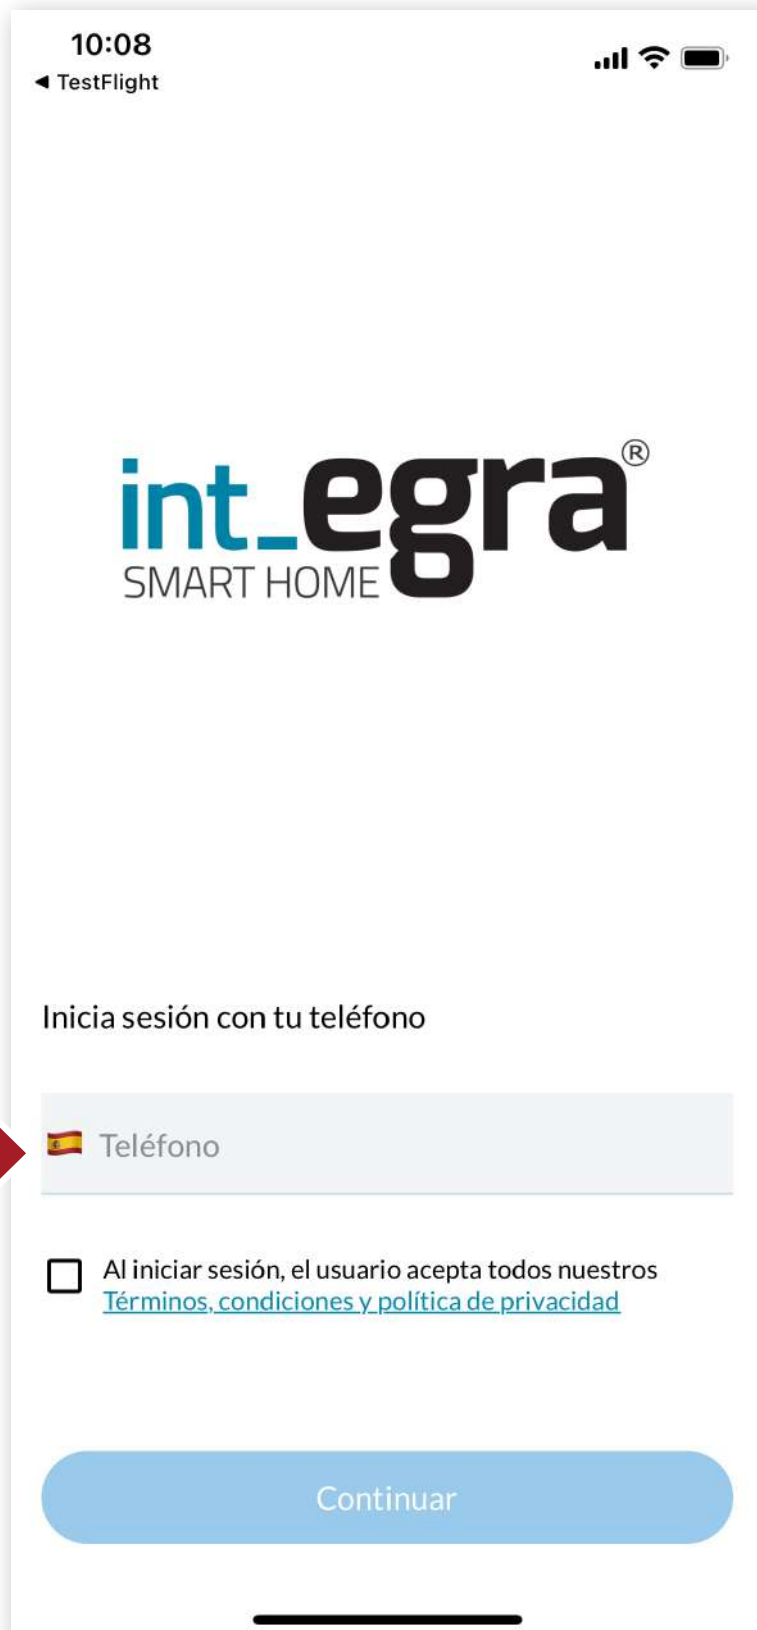 10:08
◀ TestFlight
int_egra®
SMART HOME
Inicia sesión con tu teléfono
Teléfono
Al iniciar sesión, el usuario acepta todos nuestros
Términos, condiciones y política de privacidad
Continuar